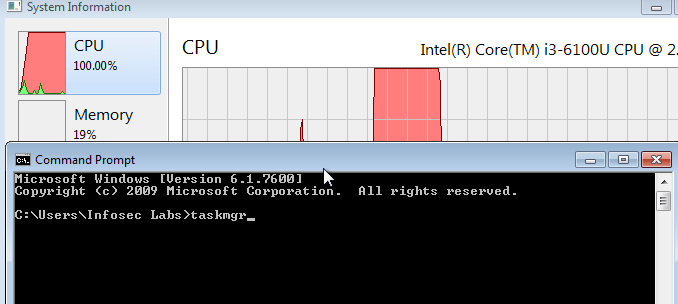 System Information
CPU
100.00%
CPU
Intel(R) Core(TM) i3-6100U CPU @ 2.
Memory
19%
C:\.
Command Prompt
Microsoft Windows [Version 6.1.7600]
Copyright (c) 2009 Microsoft Corporation.  All rights reserved.
C:\Users\Infosec Labs>taskmgr_